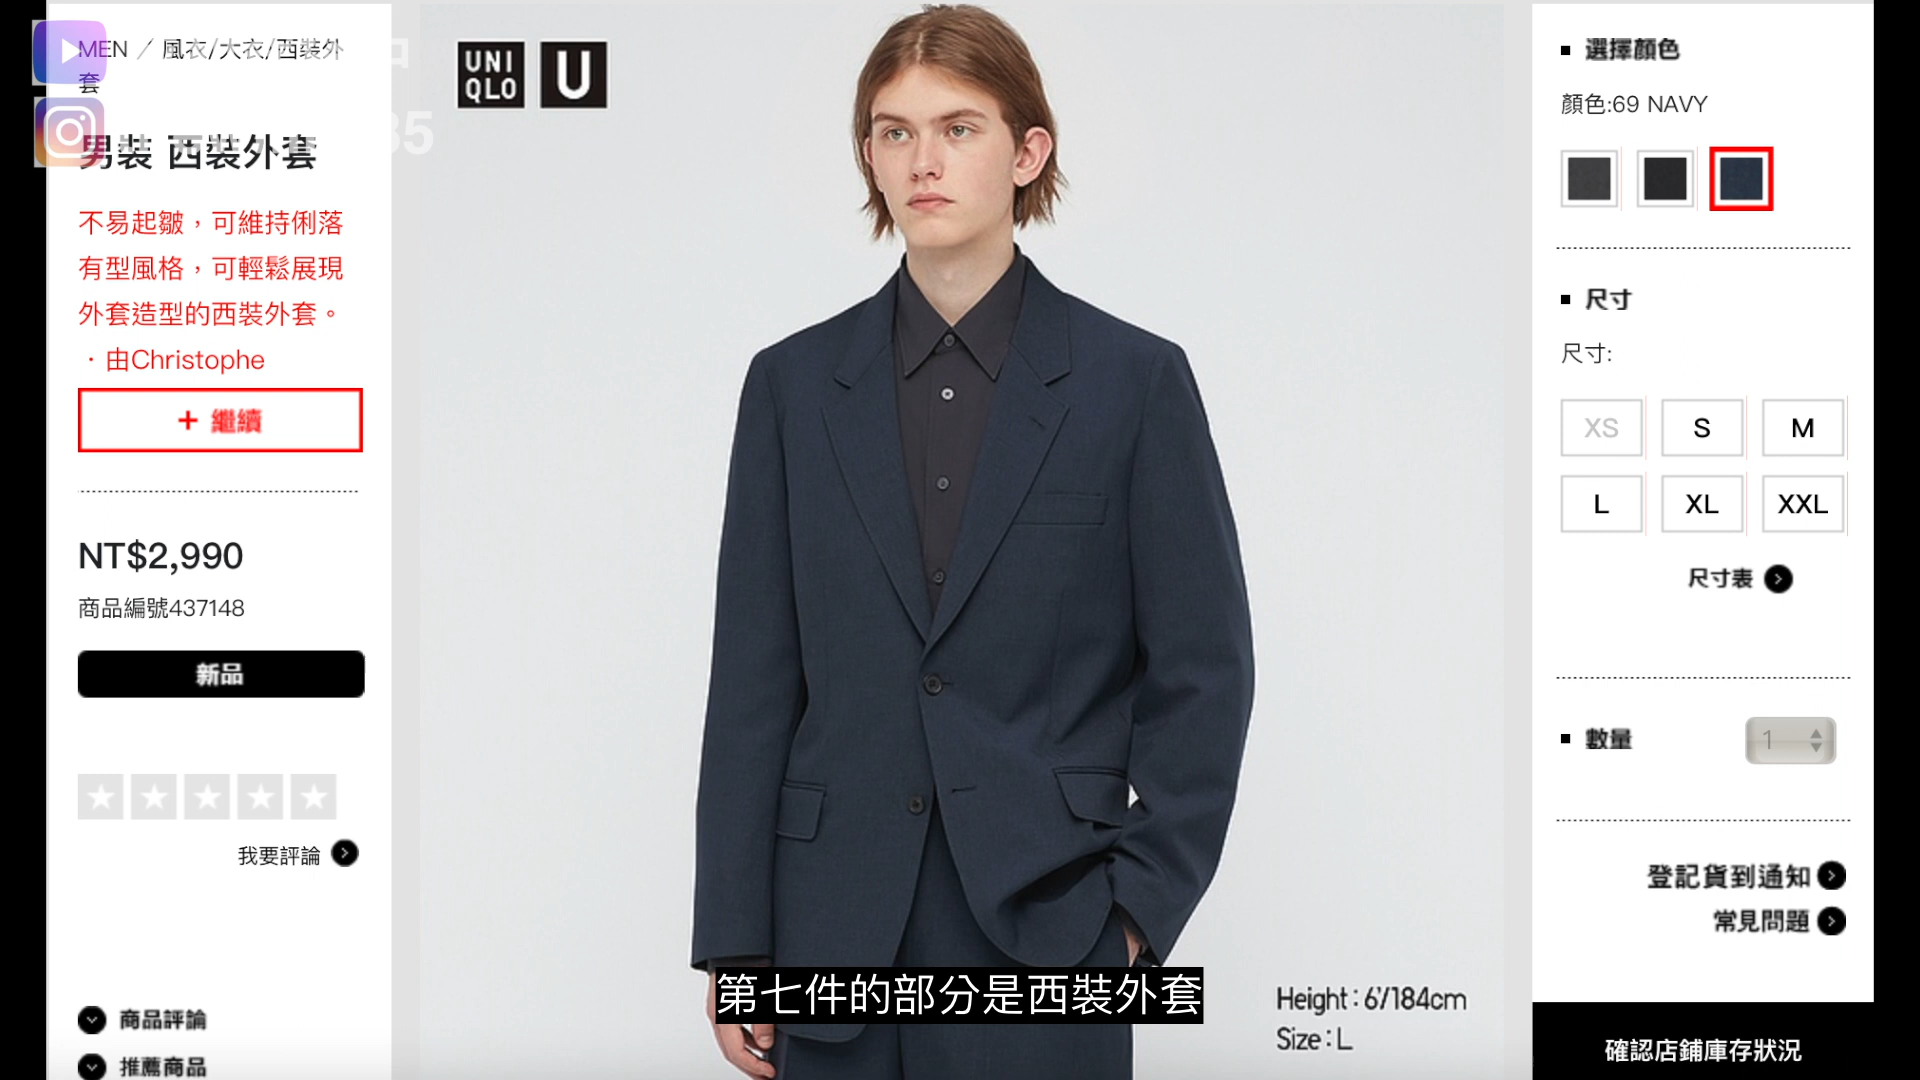 MEN ╱ 風衣/大衣/西裝外
套
男裝 西裝外套
不易起皺，可維持俐落
有型風格，可輕鬆展現
外套造型的西裝外套。
・由Christophe
+ 繼續
NT$2,990
商品編號437148
新品
我要評論
商品評論
推薦商品
UNI
QLO
U
35
第七件的部分是西裝外套
Height：6'/184cm
Size：L
選擇顏色
顏色:69 NAVY
尺寸
尺寸:
XS S M
L XL XXL
尺寸表
數量
1
登記貨到通知
常見問題
確認店鋪庫存狀況